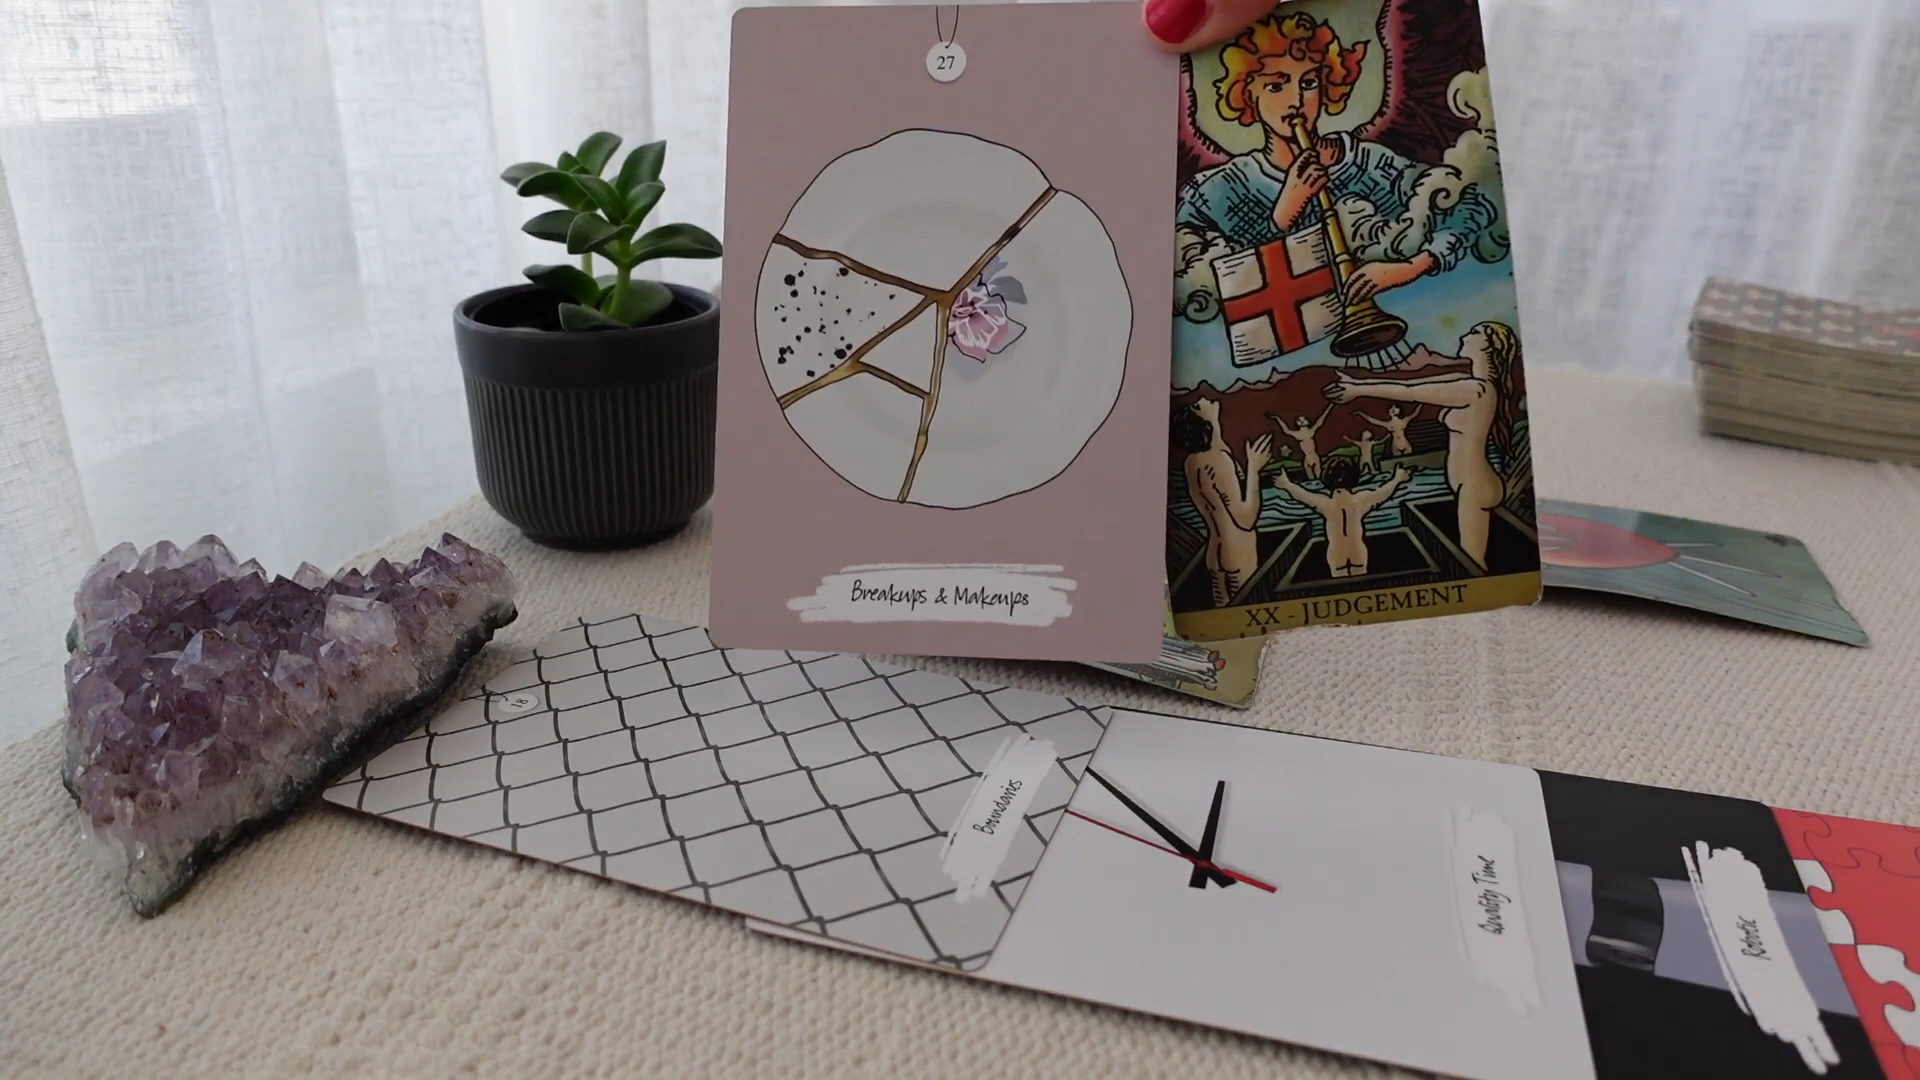 27
Breakups & Makeups
XX - JUDGEMENT
18
Boundaries
Quality Time
Robotic